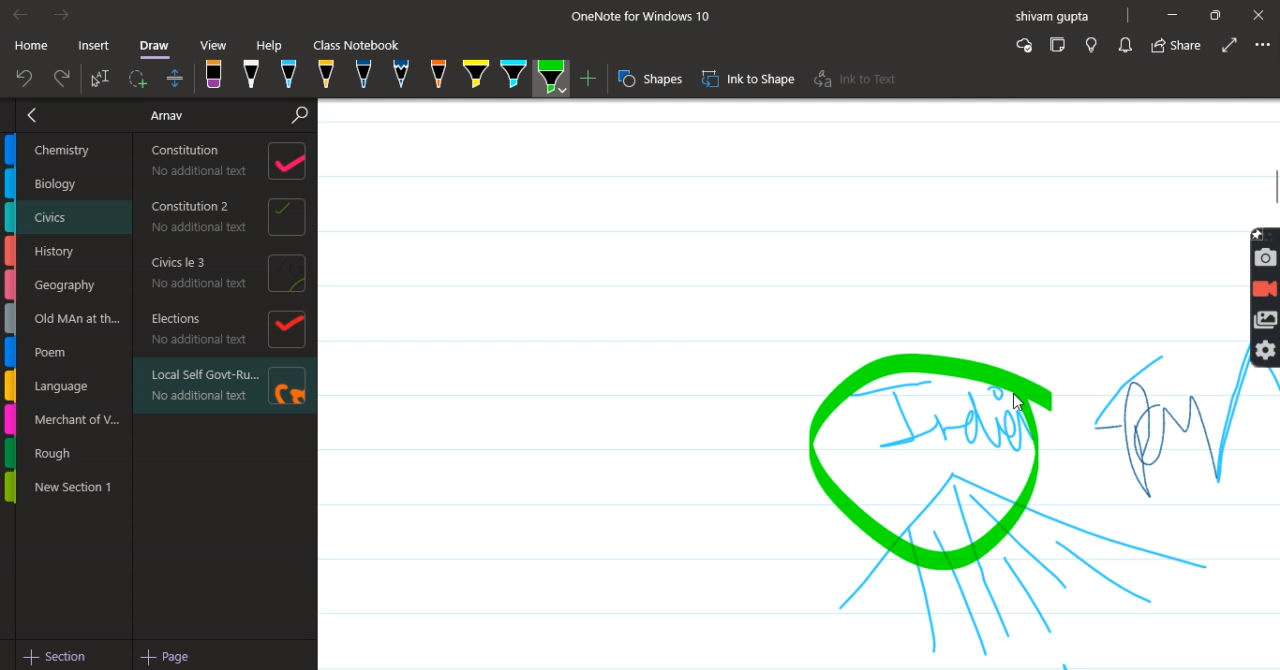 OneNote for Windows 10
shivam gupta
Home Insert Draw View Help Class Notebook
Share
Shapes
Ink to Shape
Ink to Text
Arnav
Chemistry
Biology
Civics
History
Geography
Old MAn at th...
Poem
Language
Merchant of V...
Rough
New Section 1
Constitution
No additional text
Constitution 2
No additional text
Civics le 3
No additional text
Elections
No additional text
Local Self Govt-Ru...
No additional text
India
Section
Page